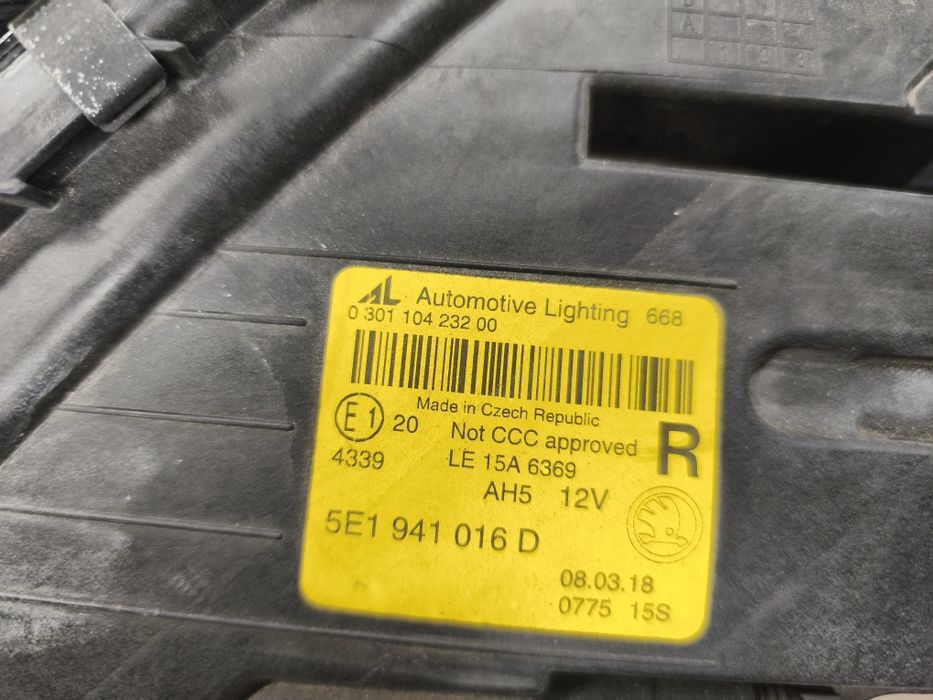 AL Automotive Lighting 668
0 301 104 232 00
Made in Czech Republic
E1 20 Not CCC approved R
4339 LE 15A 6369
AH5 12V
5E1 941 016 D
08.03.18
0775 15S